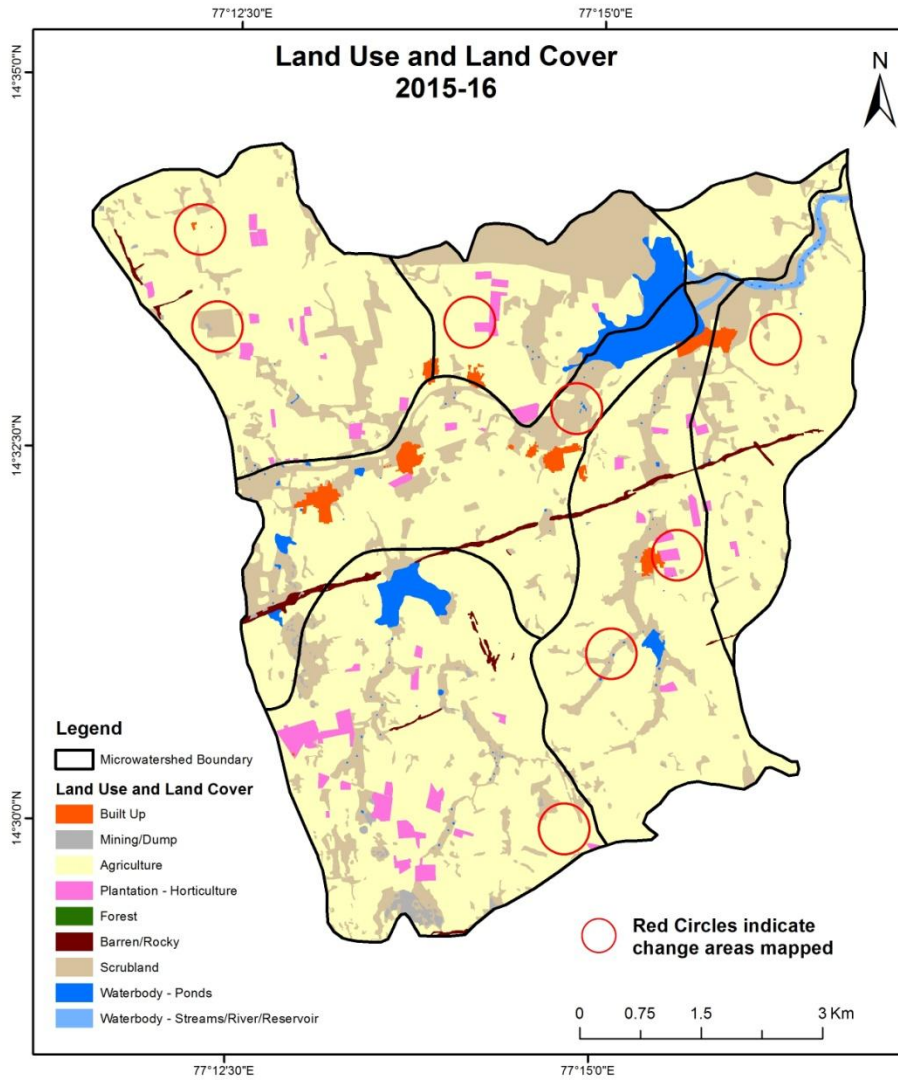 77°12'30"E
77°15'0"E
Land Use and Land Cover
2015-16
N
14°35'0"N
14°32'30"N
14°30'0"N
Legend
Microwatershed Boundary
Land Use and Land Cover
Built Up
Mining/Dump
Agriculture
Plantation - Horticulture
Forest
Barren/Rocky
Scrubland
Waterbody - Ponds
Waterbody - Streams/River/Reservoir
Red Circles indicate
change areas mapped
0 0.75 1.5 3 Km
77°12'30"E
77°15'0"E